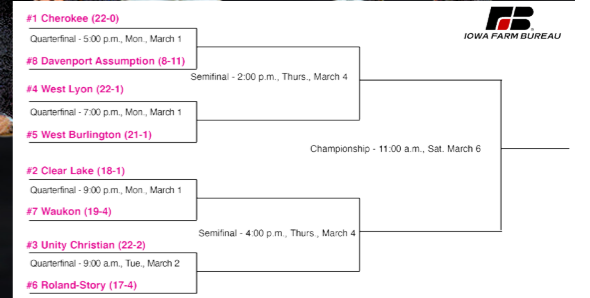 #1 Cherokee (22-0)
IOWA FARM BUREAU
Quarterfinal - 5:00 p.m., Mon., March 1
#8 Davenport Assumption (8-11)
Semifinal - 2:00 p.m., Thurs., March 4
#4 West Lyon (22-1)
Quarterfinal - 7:00 p.m., Mon., March 1
#5 West Burlington (21-1)
Championship - 11:00 a.m., Sat. March 6
#2 Clear Lake (18-1)
Quarterfinal - 9:00 p.m., Mon., March 1
#7 Waukon (19-4)
Semifinal - 4:00 p.m., Thurs., March 4
#3 Unity Christian (22-2)
Quarterfinal - 9:00 a.m., Tue., March 2
#6 Roland-Story (17-4)